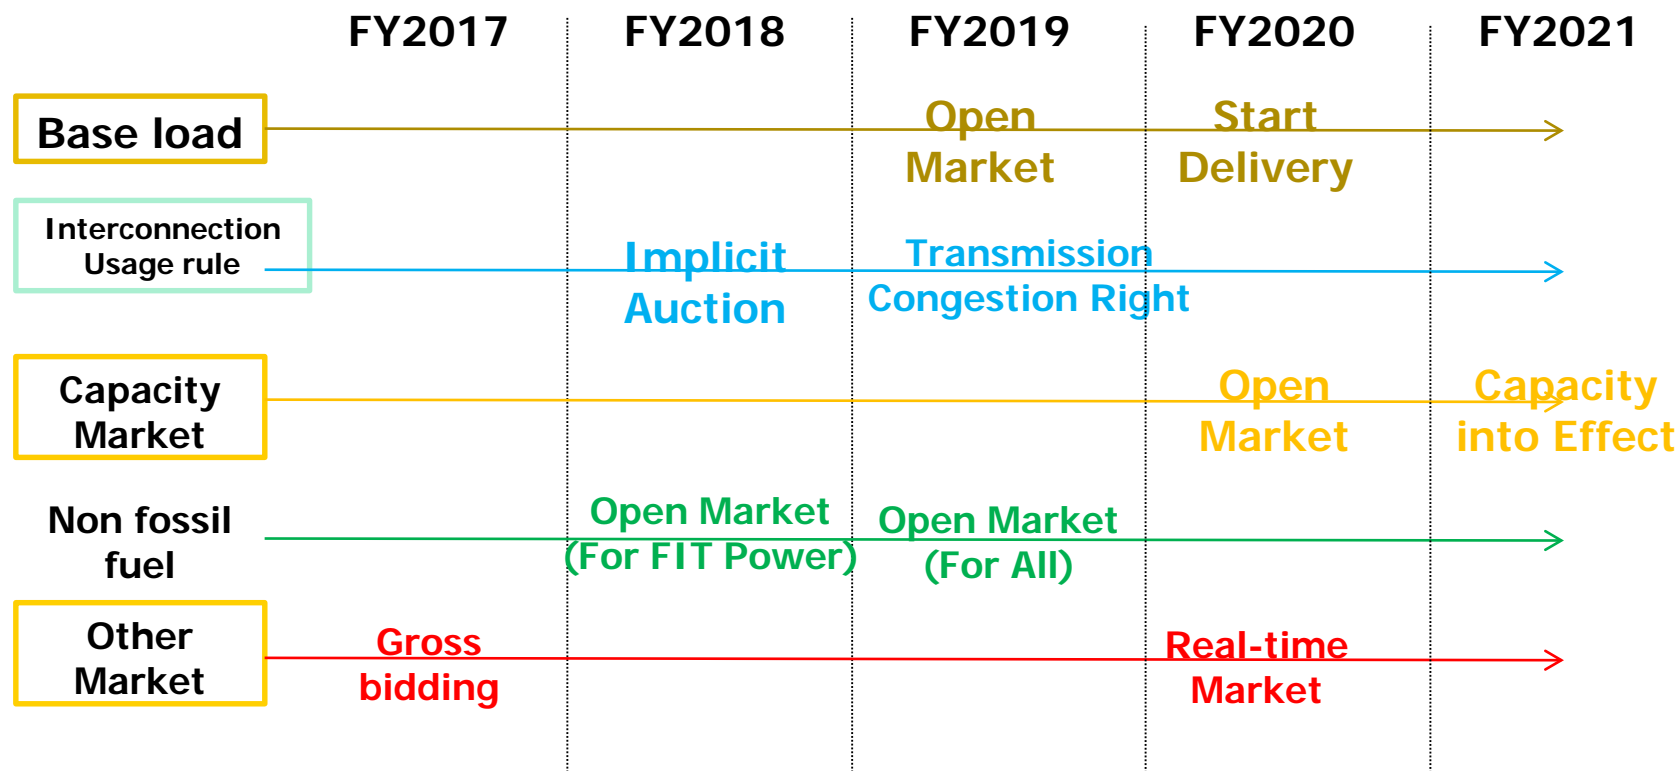 FY2017 FY2018 FY2019 FY2020 FY2021
Base load
Open
Market
Start
Delivery
Interconnection
Usage rule
Implicit
Auction
Transmission
Congestion Right
Capacity
Market
Open
Market
Capacity
into Effect
Non fossil
fuel
Open Market
(For FIT Power)
Open Market
(For All)
Other
Market
Gross
bidding
Real-time
Market